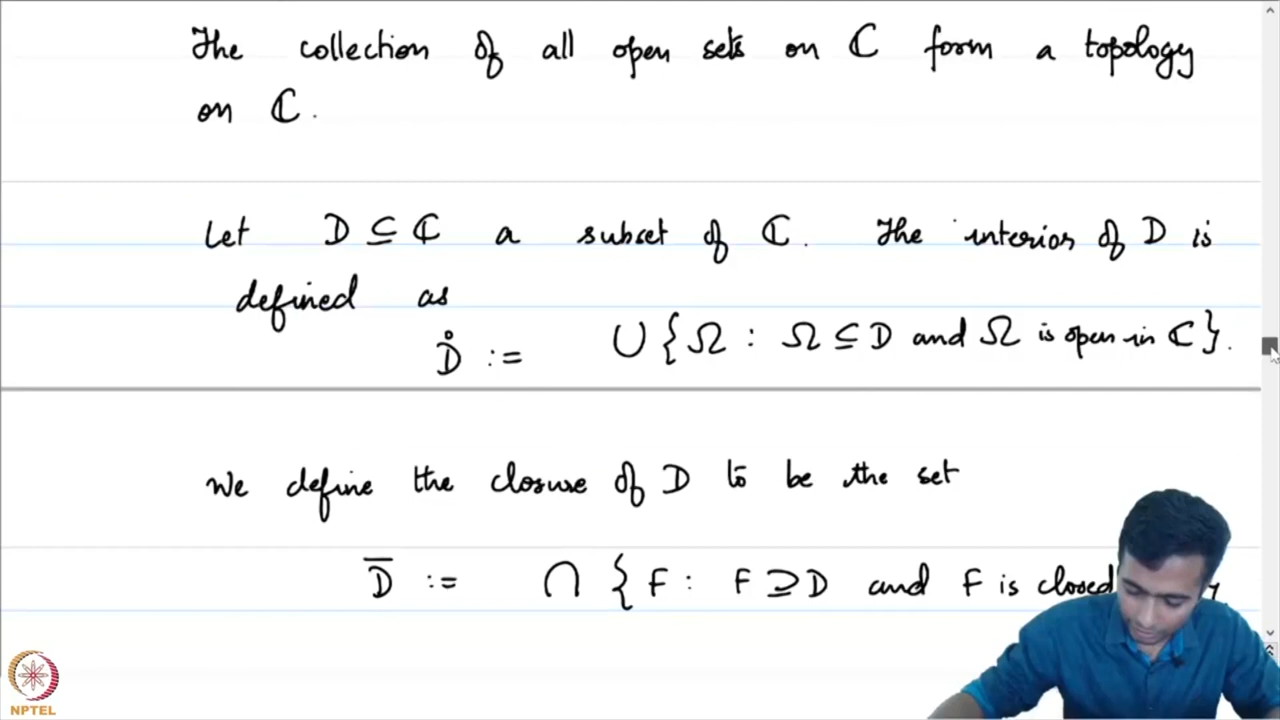 The collection of all open sets on ℂ form a topology
on ℂ.
Let D ⊆ ℂ a subset of ℂ. The interior of D is
defined as
D̊ := ∪ { Ω : Ω ⊆ D and Ω is open in ℂ }.
We define the closure of D to be the set
D̅ := ∩ { F : F ⊇ D and F is closed
NPTEL